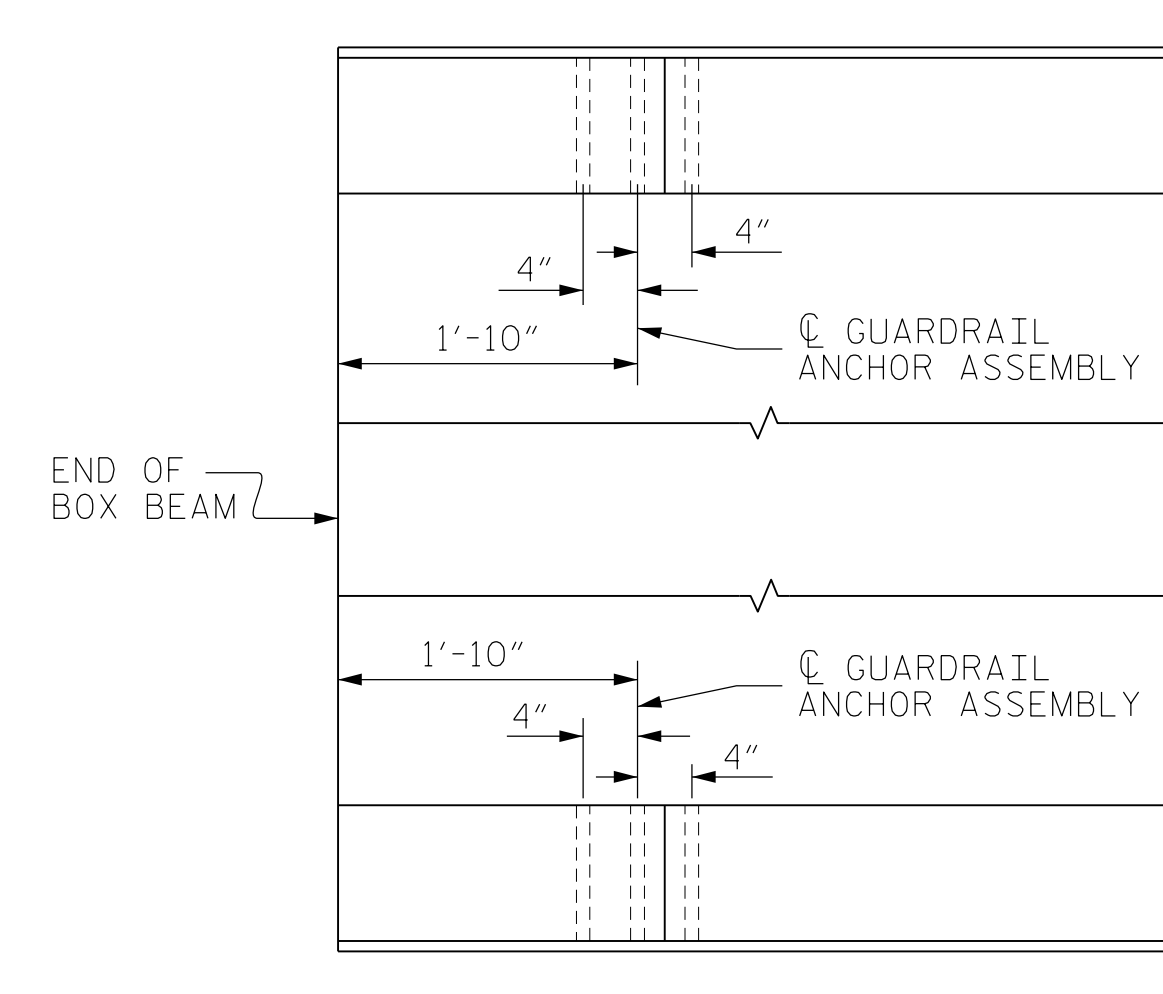 4"
4"
1'-10"
℄ GUARDRAIL
ANCHOR ASSEMBLY
END OF
BOX BEAM
1'-10"
℄ GUARDRAIL
ANCHOR ASSEMBLY
4"
4"